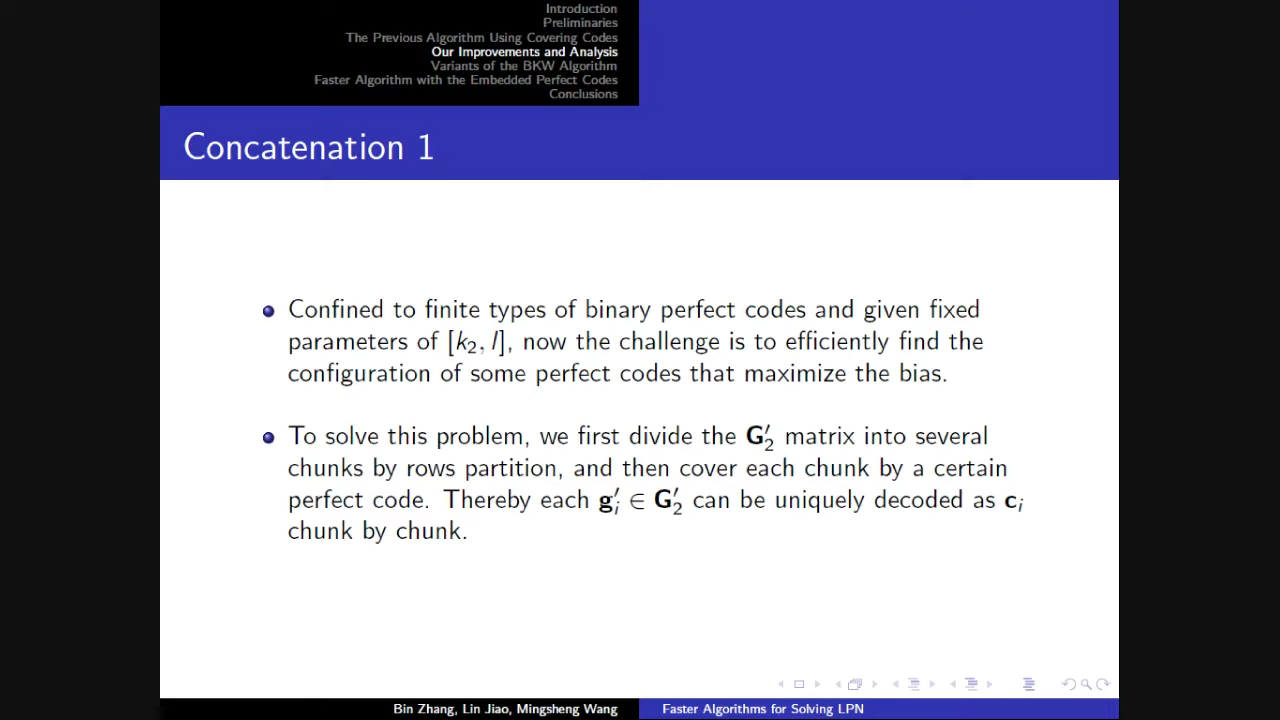 Introduction
Preliminaries
The Previous Algorithm Using Covering Codes
Our Improvements and Analysis
Variants of the BKW Algorithm
Faster Algorithm with the Embedded Perfect Codes
Conclusions
Concatenation 1
Confined to finite types of binary perfect codes and given fixed
parameters of [k₂, l], now the challenge is to efficiently find the
configuration of some perfect codes that maximize the bias.
To solve this problem, we first divide the G′₂ matrix into several
chunks by rows partition, and then cover each chunk by a certain
perfect code. Thereby each g′ᵢ ∈ G′₂ can be uniquely decoded as cᵢ
chunk by chunk.
Bin Zhang, Lin Jiao, Mingsheng Wang
Faster Algorithms for Solving LPN